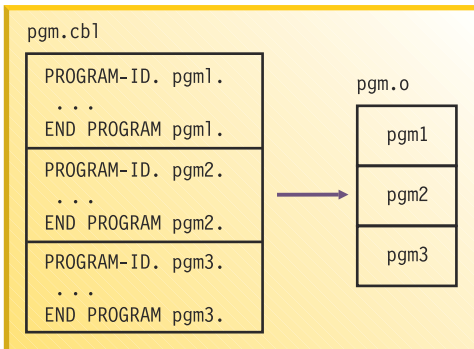 pgm.cbl
PROGRAM-ID. pgm1.
...
END PROGRAM pgm1.
PROGRAM-ID. pgm2.
...
END PROGRAM pgm2.
PROGRAM-ID. pgm3.
...
END PROGRAM pgm3.
pgm.o
pgm1
pgm2
pgm3